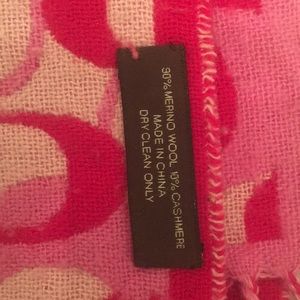 90% MERINO WOOL 10% CASHMERE
MADE IN CHINA
DRY CLEAN ONLY